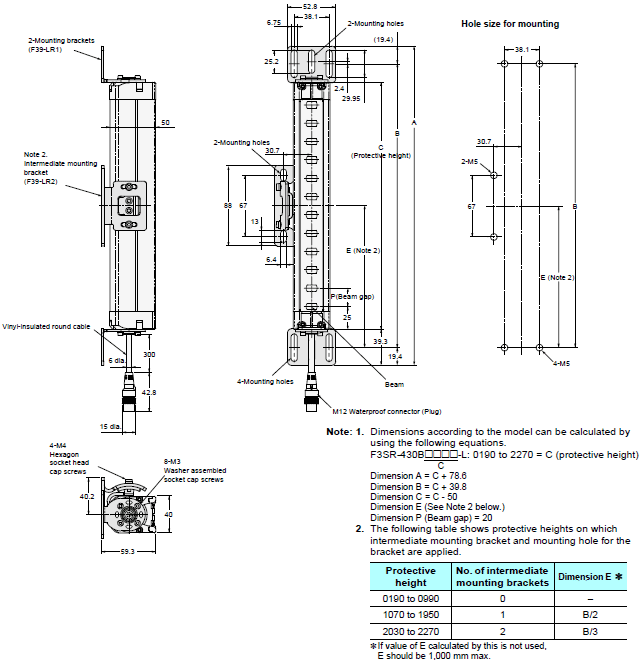 52.8
38.1
6.75
2-Mounting holes
(19.4)
Hole size for mounting
2-Mounting brackets
(F39-LR1)
25.2
2.4
29.95
38.1
A
50
B
C
(Protective height)
2-Mounting holes
30.7
30.7
Note 2.
Intermediate mounting
bracket
(F39-LR2)
2-M5
88
67
67
B
13
E (Note 2)
6.4
E (Note 2)
P(Beam gap)
25
Vinyl-insulated round cable
39.3
6 dia.
300
19.4
4-Mounting holes
4-M5
Beam
42.8
M12 Waterproof connector (Plug)
15 dia.
4-M4
Hexagon
socket head
cap screws
8-M3
Washer assembled
socket cap screws
40.2
40
59.3
Note: 1. Dimensions according to the model can be calculated by
using the following equations.
F3SR-430B□□□□-L: 0190 to 2270 = C (protective height)
C
Dimension A = C + 78.6
Dimension B = C + 39.8
Dimension C = C - 50
Dimension E (See Note 2 below.)
Dimension P (Beam gap) = 20
2. The following table shows protective heights on which
intermediate mounting bracket and mounting hole for the
bracket are applied.
Protective height No. of intermediate mounting brackets Dimension E *
0190 to 0990 0 –
1070 to 1950 1 B/2
2030 to 2270 2 B/3
*If value of E calculated by this is not used,
E should be 1,000 mm max.